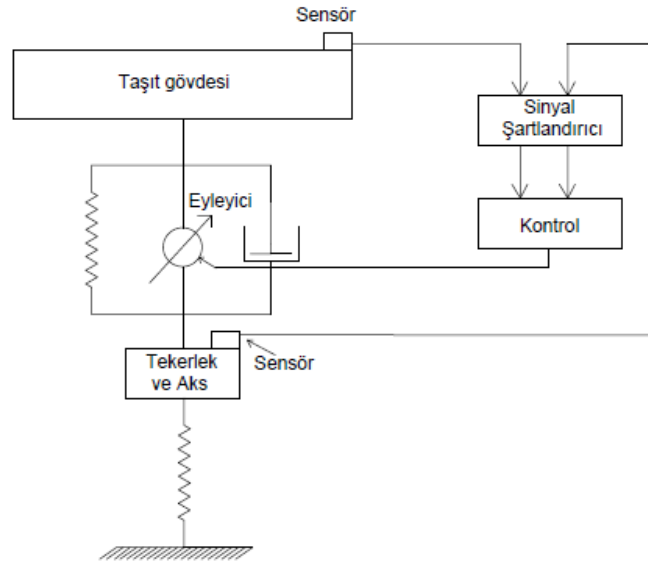 Sensör
Taşıt gövdesi
Sinyal
Şartlandırıcı
Eyleyici
Kontrol
Tekerlek
ve Aks
Sensör